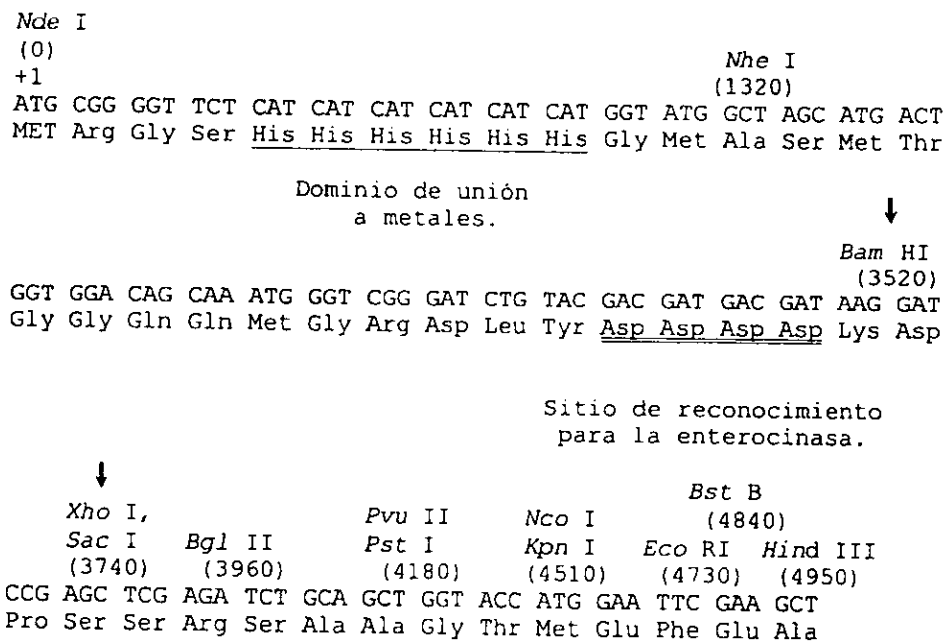 Nde I
(0)
+1
Nhe I
(1320)
ATG CGG GGT TCT CAT CAT CAT CAT CAT CAT GGT ATG GCT AGC ATG ACT
MET Arg Gly Ser His His His His His His Gly Met Ala Ser Met Thr
Dominio de unión
a metales.
↓
Bam HI
(3520)
GGT GGA CAG CAA ATG GGT CGG GAT CTG TAC GAC GAT GAC GAT AAG GAT
Gly Gly Gln Gln Met Gly Arg Asp Leu Tyr Asp Asp Asp Asp Lys Asp
Sitio de reconocimiento
para la enterocinasa.
↓
Bst B
Xho I, Pvu II Nco I (4840)
Sac I Bgl II Pst I Kpn I Eco RI Hind III
(3740) (3960) (4180) (4510) (4730) (4950)
CCG AGC TCG AGA TCT GCA GCT GGT ACC ATG GAA TTC GAA GCT
Pro Ser Ser Arg Ser Ala Ala Gly Thr Met Glu Phe Glu Ala